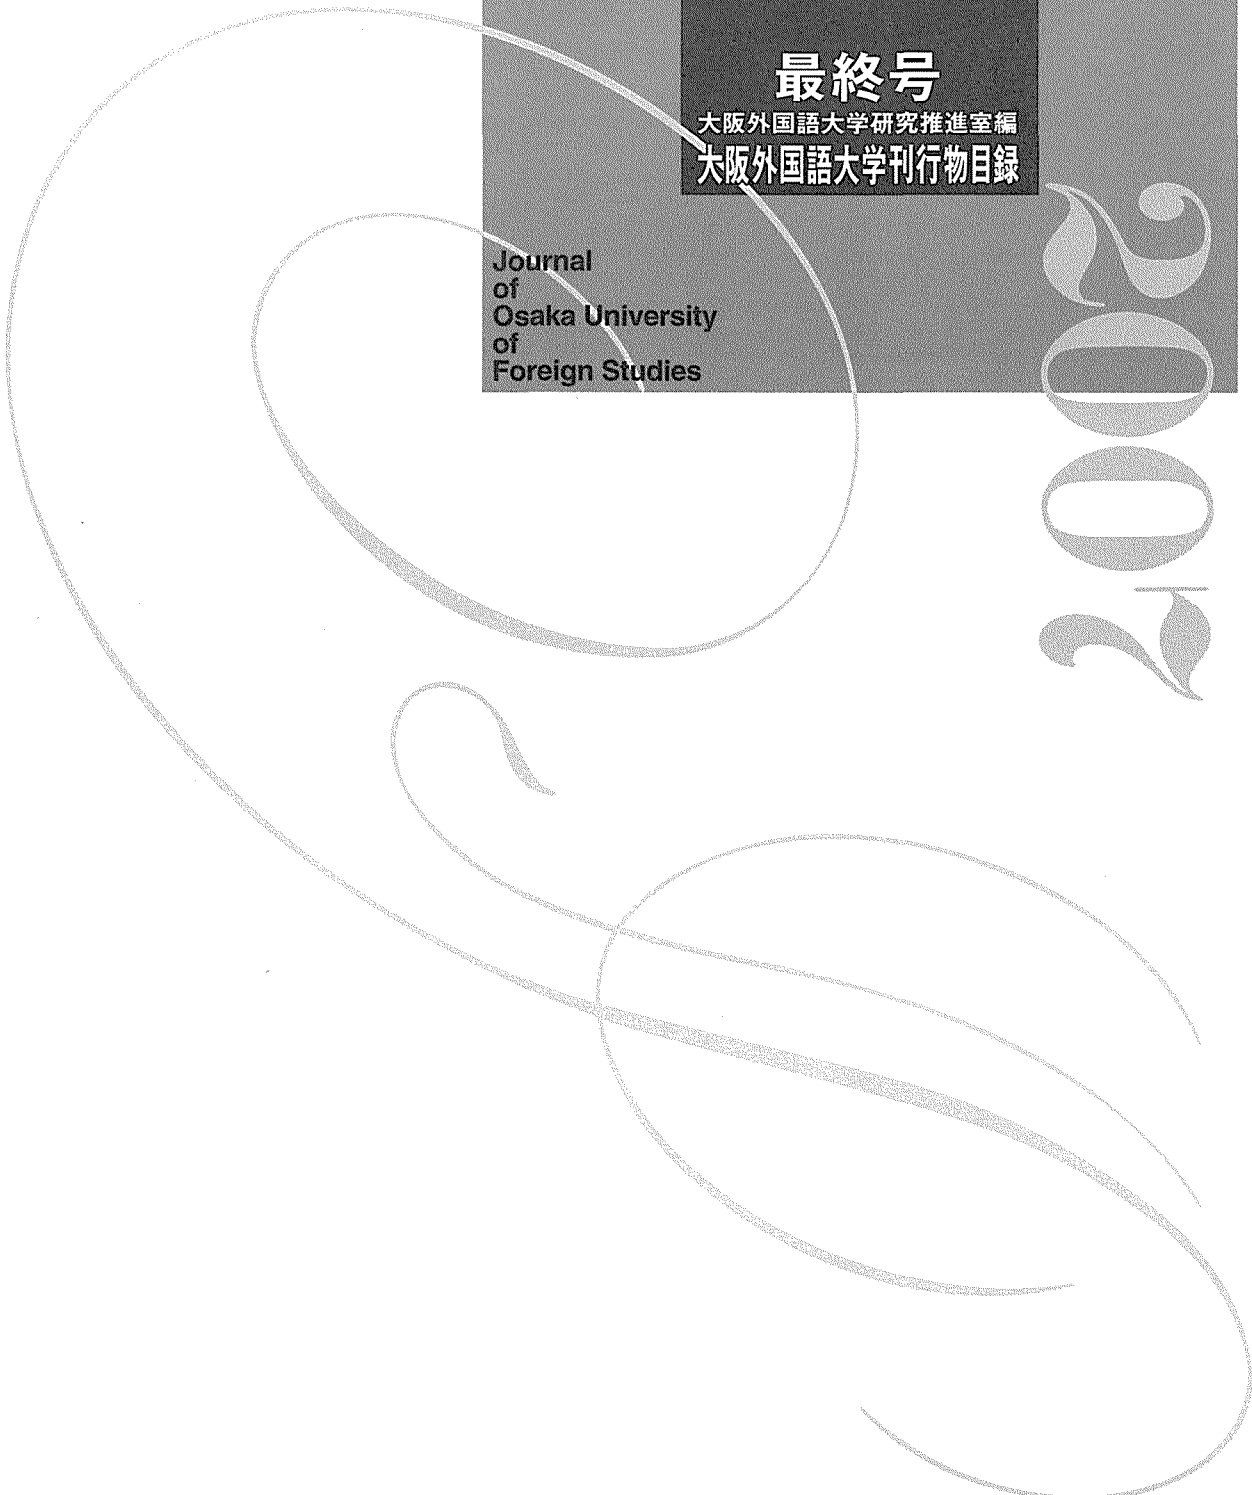 最終号
大阪外国語大学研究推進室編
大阪外国語大学刊行物目録
Journal
of
Osaka University
of
Foreign Studies
2007